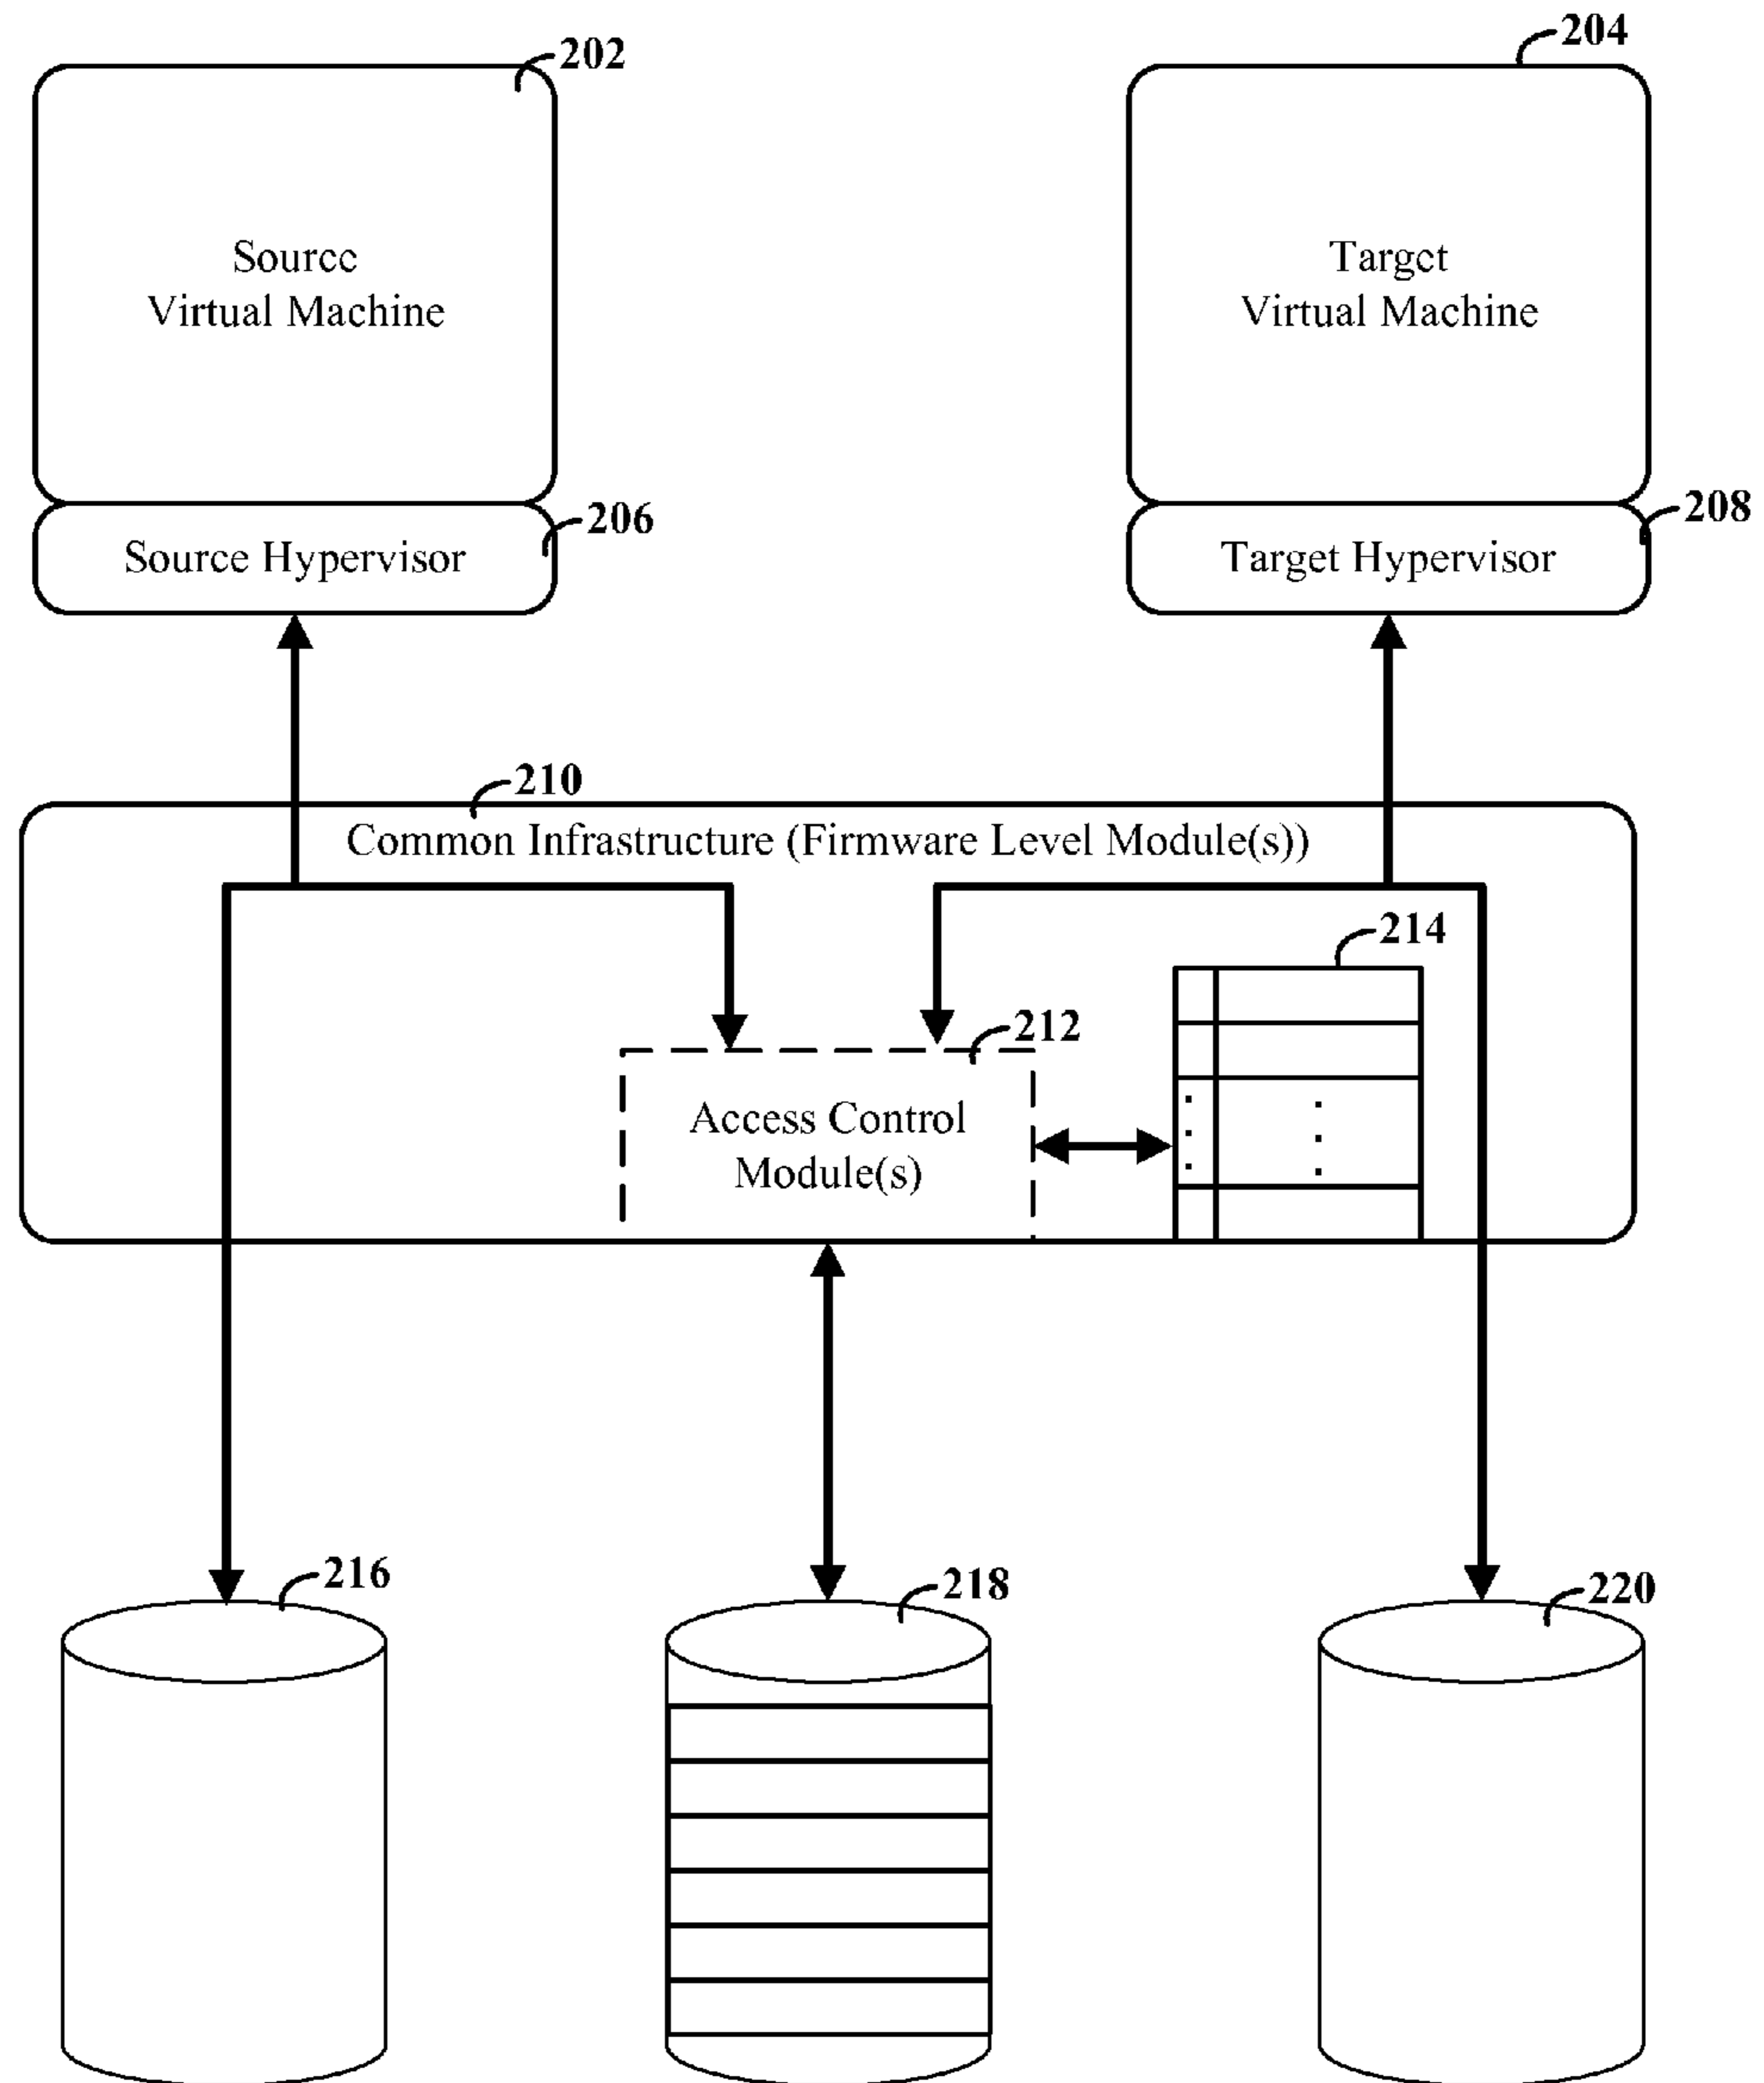 202
204
Source
Virtual Machine
Target
Virtual Machine
206
208
Source Hypervisor
Target Hypervisor
210
Common Infrastructure (Firmware Level Module(s))
214
212
Access Control
Module(s)
216
218
220